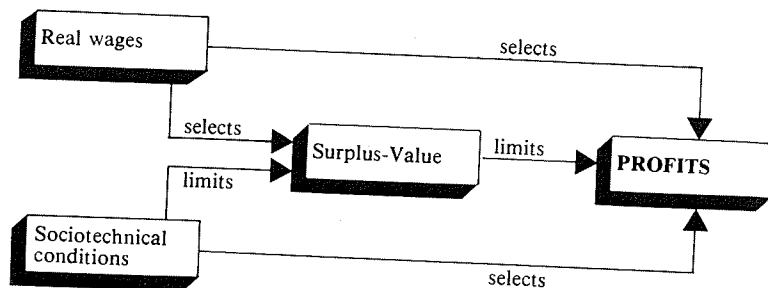 Real wages
selects
selects
Surplus-Value
limits
PROFITS
limits
Sociotechnical
conditions
selects